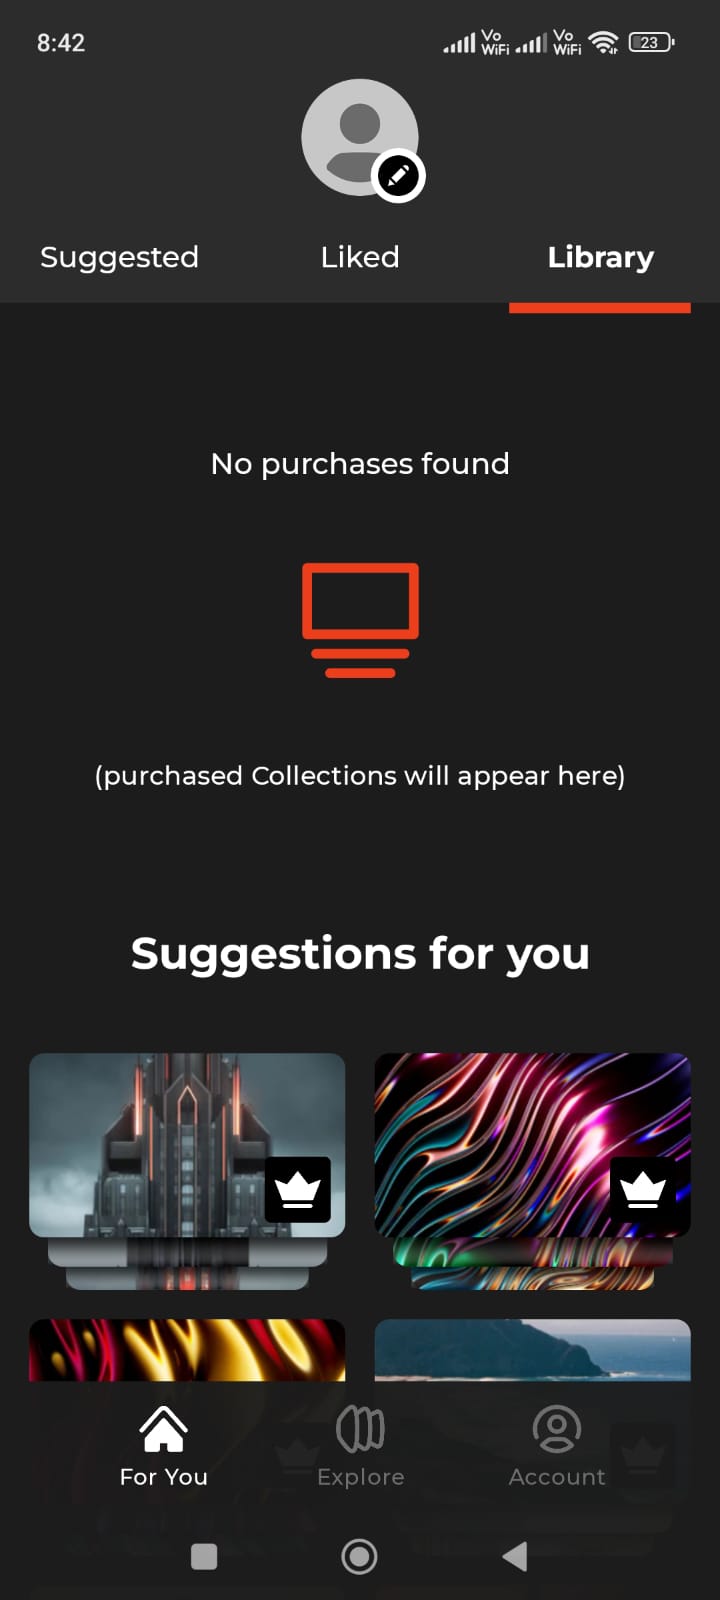 8:42
Vo
WiFi
Vo
WiFi
23
Suggested
Liked
Library
No purchases found
(purchased Collections will appear here)
Suggestions for you
For You
Explore
Account